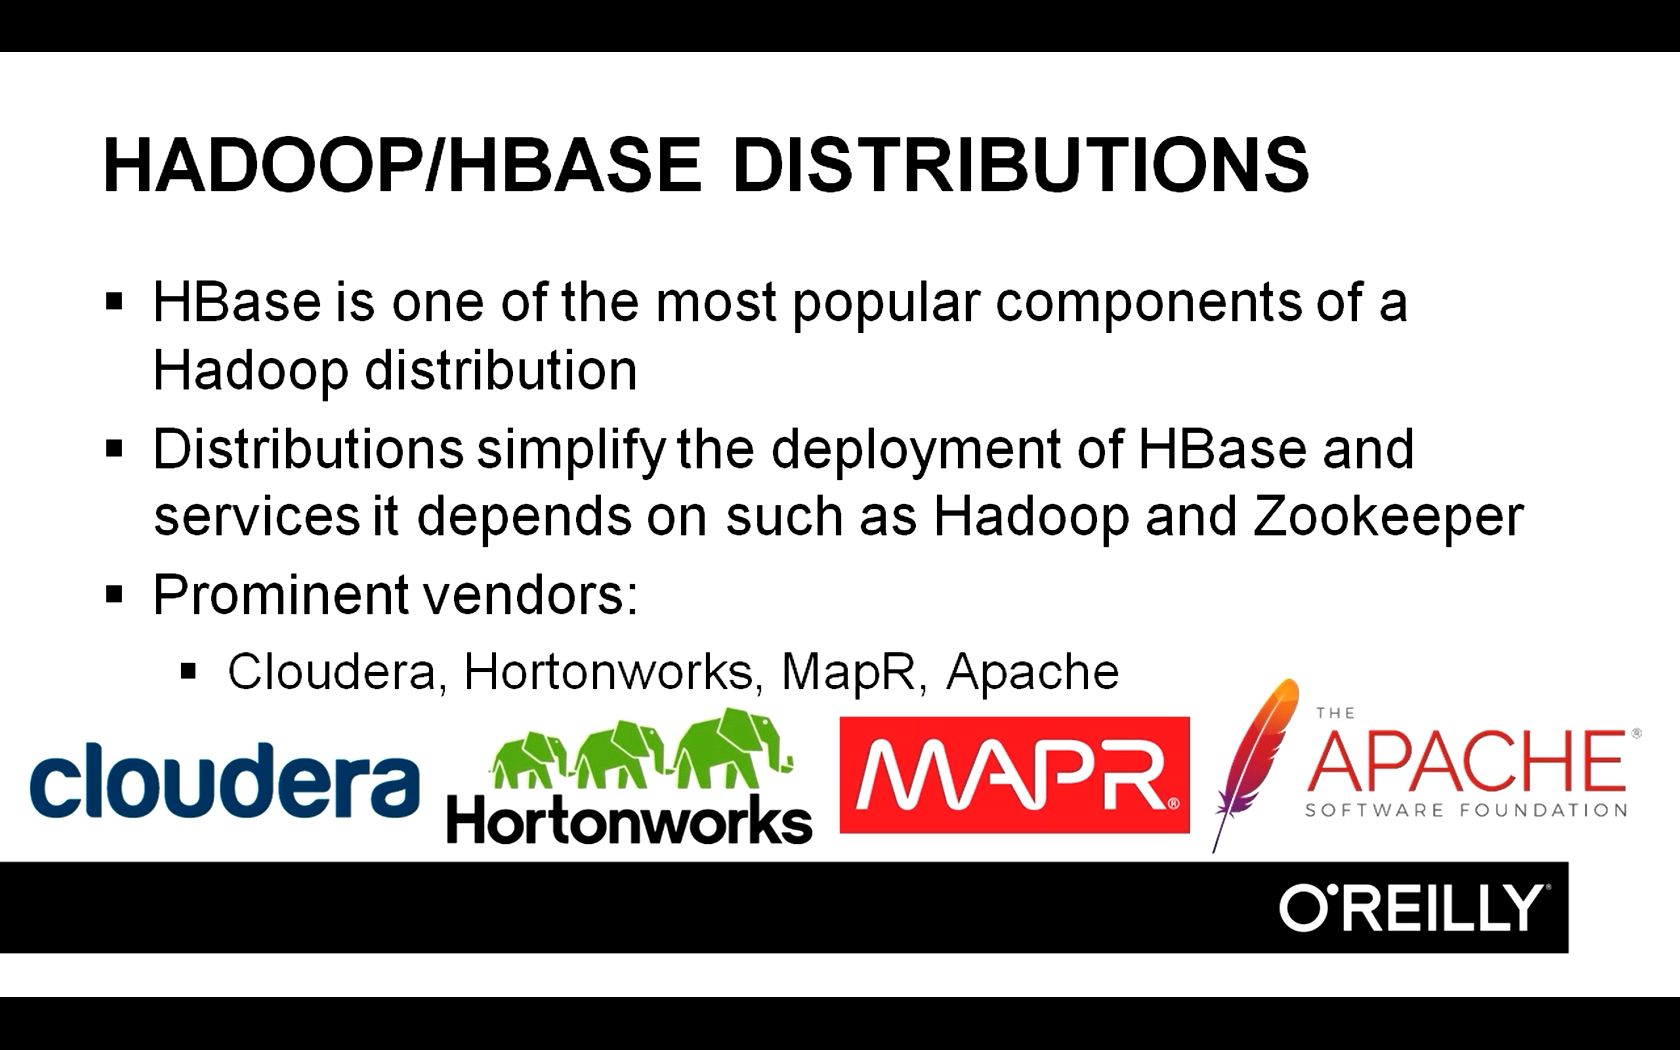 HADOOP/HBASE DISTRIBUTIONS
▪ HBase is one of the most popular components of a
Hadoop distribution
▪ Distributions simplify the deployment of HBase and
services it depends on such as Hadoop and Zookeeper
▪ Prominent vendors:
▪ Cloudera, Hortonworks, MapR, Apache
cloudera
Hortonworks
MAPR®
THE
APACHE®
SOFTWARE FOUNDATION
O'REILLY®